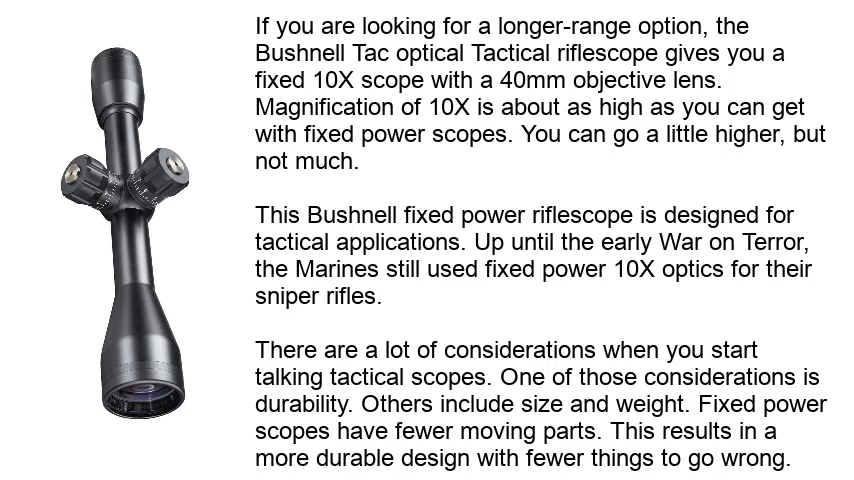 If you are looking for a longer-range option, the
Bushnell Tac optical Tactical riflescope gives you a
fixed 10X scope with a 40mm objective lens.
Magnification of 10X is about as high as you can get
with fixed power scopes. You can go a little higher, but
not much.
This Bushnell fixed power riflescope is designed for
tactical applications. Up until the early War on Terror,
the Marines still used fixed power 10X optics for their
sniper rifles.
There are a lot of considerations when you start
talking tactical scopes. One of those considerations is
durability. Others include size and weight. Fixed power
scopes have fewer moving parts. This results in a
more durable design with fewer things to go wrong.